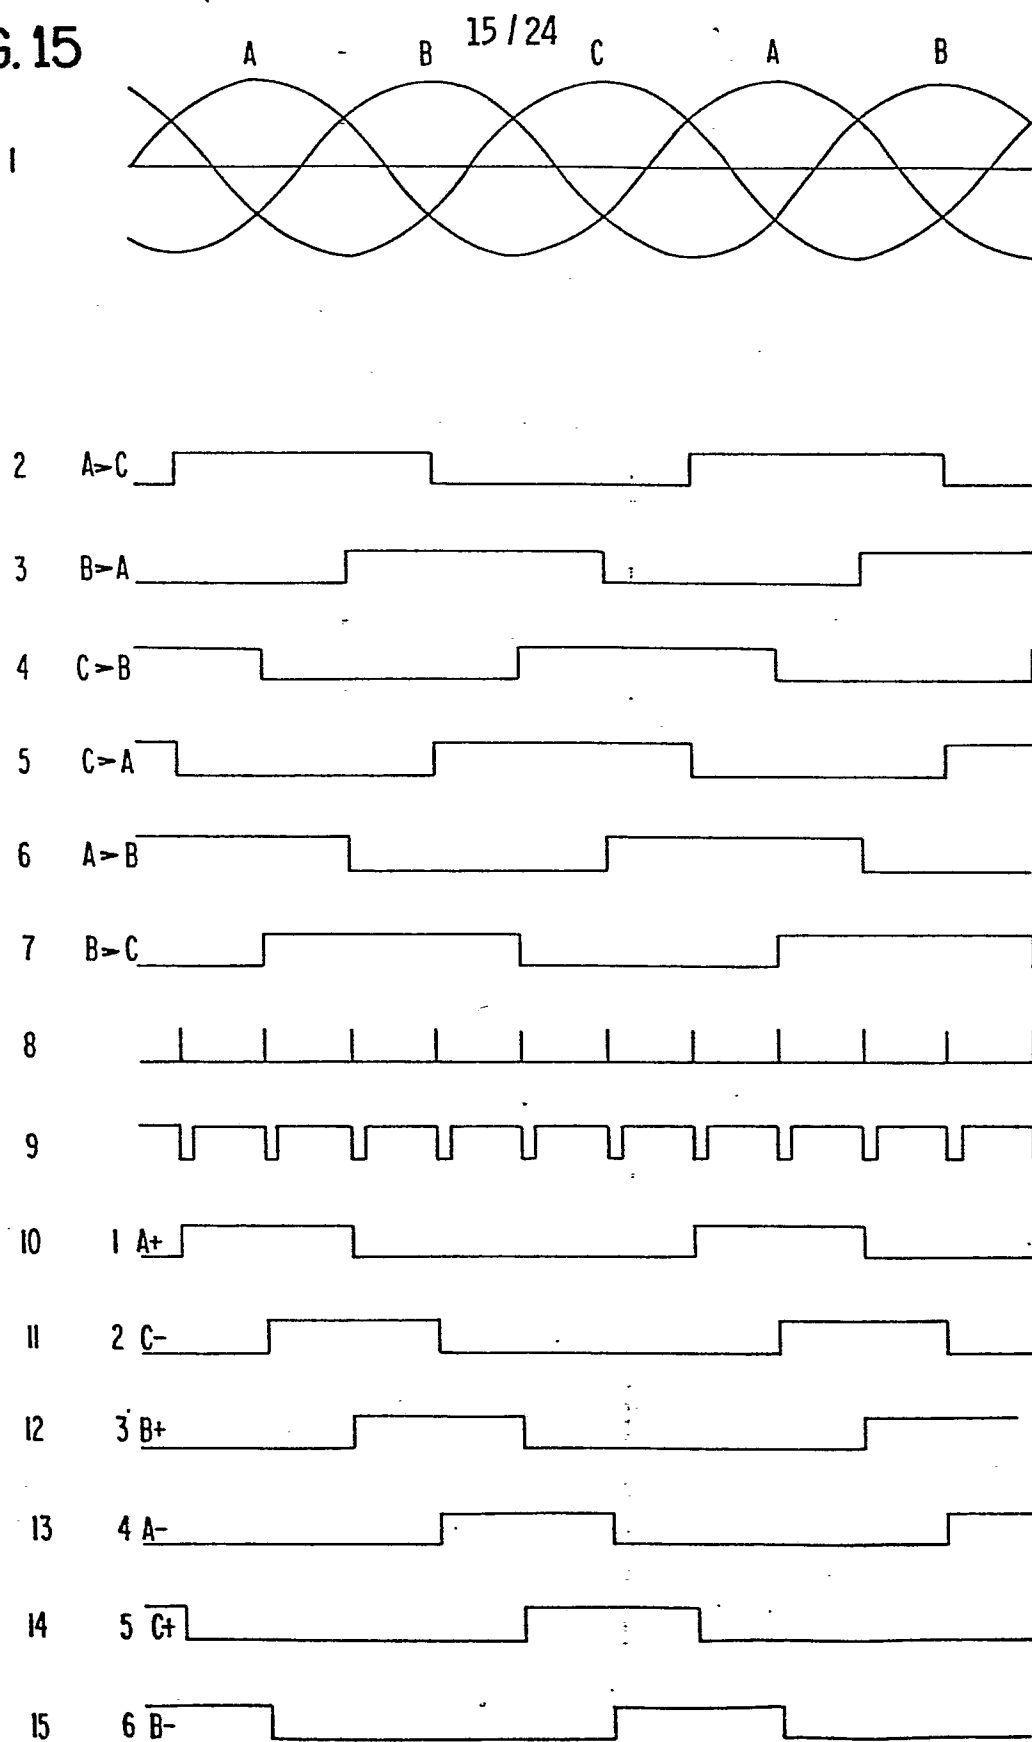 G. 15
15/24
A B C A B
1
2 A>C
3 B>A
4 C>B
5 C>A
6 A>B
7 B>C
8
9
10 1 A+
11 2 C-
12 3 B+
13 4 A-
14 5 C+
15 6 B-